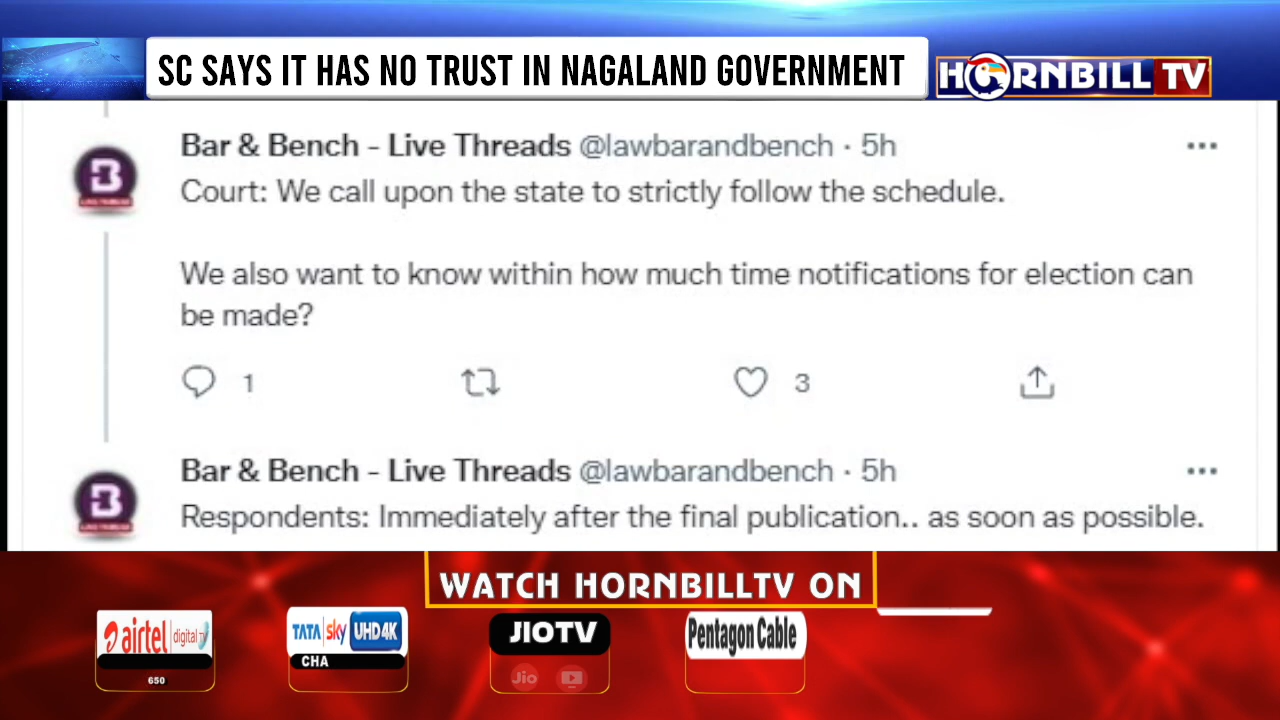 SC SAYS IT HAS NO TRUST IN NAGALAND GOVERNMENT
HORNBILL TV
Bar & Bench - Live Threads @lawbarandbench · 5h
Court: We call upon the state to strictly follow the schedule.
We also want to know within how much time notifications for election can
be made?
1 3
Bar & Bench - Live Threads @lawbarandbench · 5h
Respondents: Immediately after the final publication.. as soon as possible.
WATCH HORNBILLTV ON
airtel digital tv
650
TATA sky UHD4K
CHA
JIOTV
Jio
Pentagon Cable